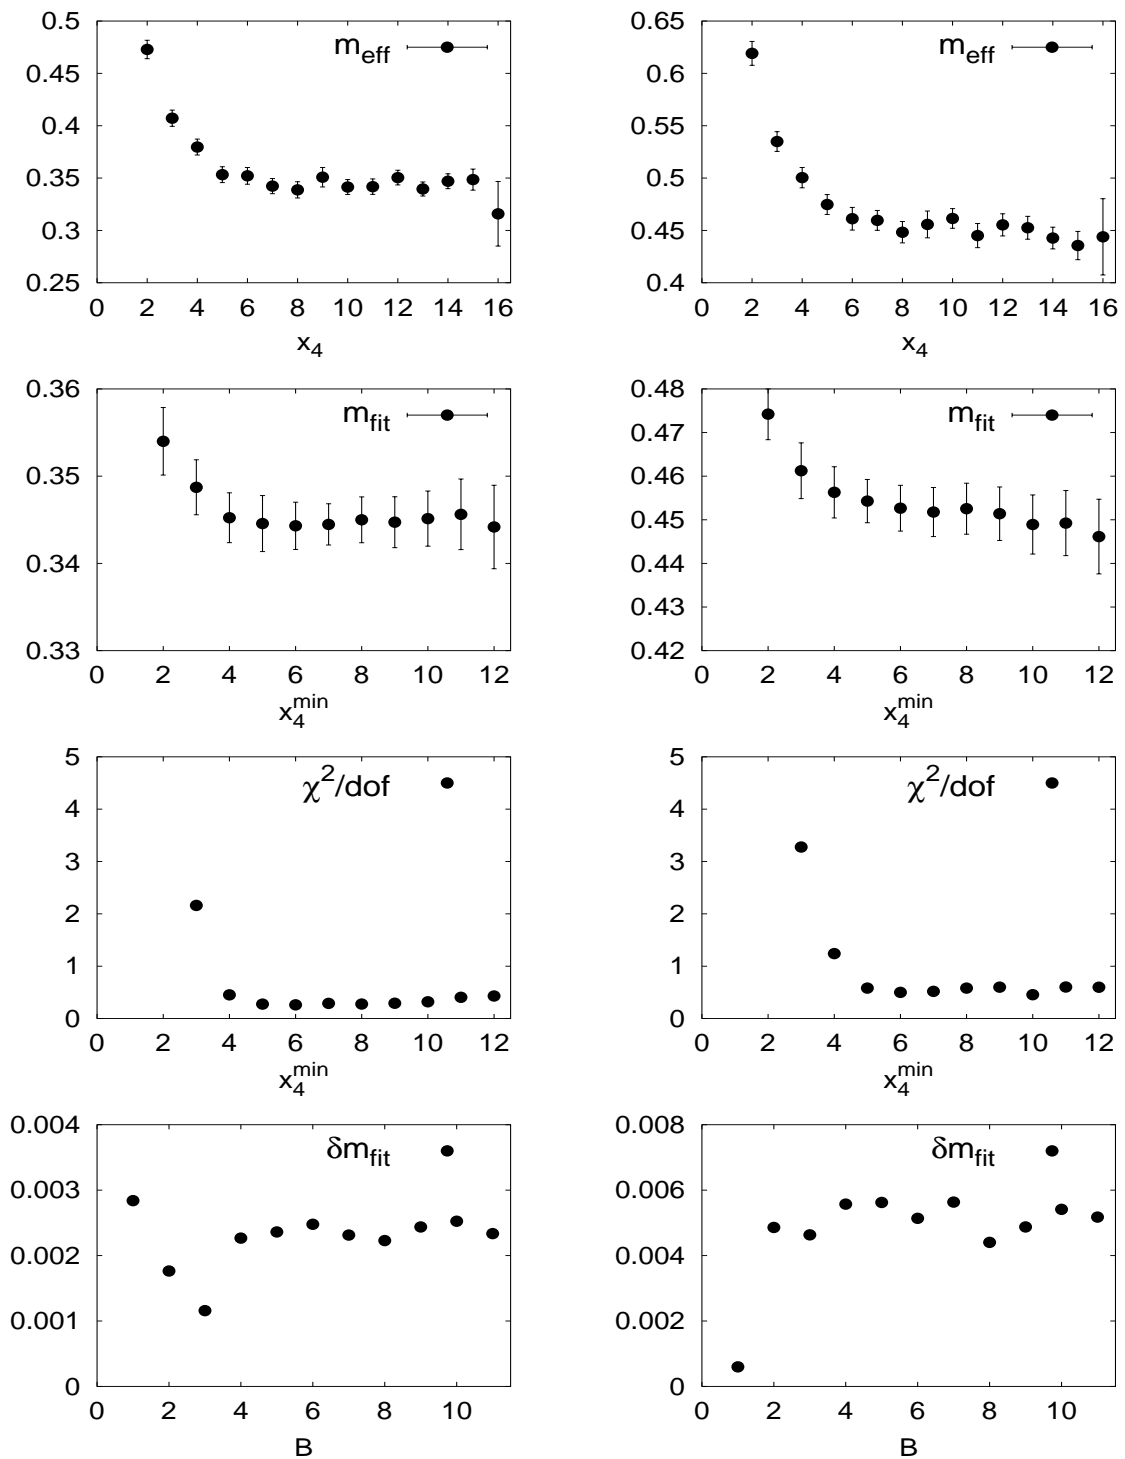 0.5
m_eff
0.45
0.4
0.35
0.3
0.25
0 2 4 6 8 10 12 14 16
x_4
0.65
m_eff
0.6
0.55
0.5
0.45
0.4
0 2 4 6 8 10 12 14 16
x_4
0.36
m_fit
0.35
0.34
0.33
0 2 4 6 8 10 12
x_4^min
0.48
m_fit
0.47
0.46
0.45
0.44
0.43
0.42
0 2 4 6 8 10 12
x_4^min
5
χ^2/dof
4
3
2
1
0
0 2 4 6 8 10 12
x_4^min
5
χ^2/dof
4
3
2
1
0
0 2 4 6 8 10 12
x_4^min
0.004
δm_fit
0.003
0.002
0.001
0
0 2 4 6 8 10
B
0.008
δm_fit
0.006
0.004
0.002
0
0 2 4 6 8 10
B